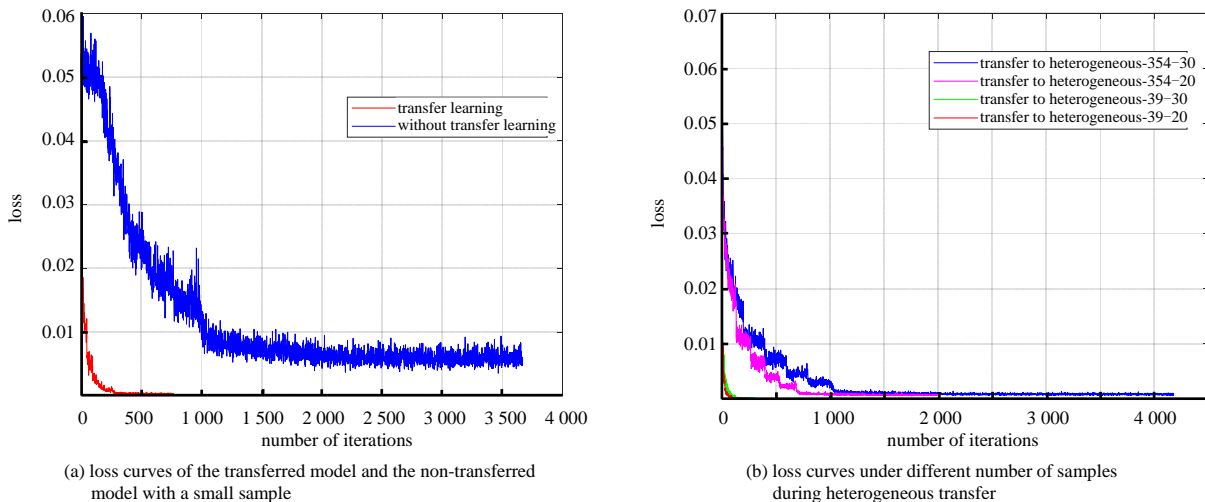 0.06
0.05
0.04
0.03
0.02
0.01
loss
transfer learning
without transfer learning
0 500 1 000 1 500 2 000 2 500 3 000 3 500 4 000
number of iterations
(a) loss curves of the transferred model and the non-transferred
model with a small sample
0.07
0.06
0.05
0.04
0.03
0.02
0.01
loss
transfer to heterogeneous-354−30
transfer to heterogeneous-354−20
transfer to heterogeneous-39−30
transfer to heterogeneous-39−20
0 500 1 000 2 000 3 000 4 000
number of iterations
(b) loss curves under different number of samples
during heterogeneous transfer